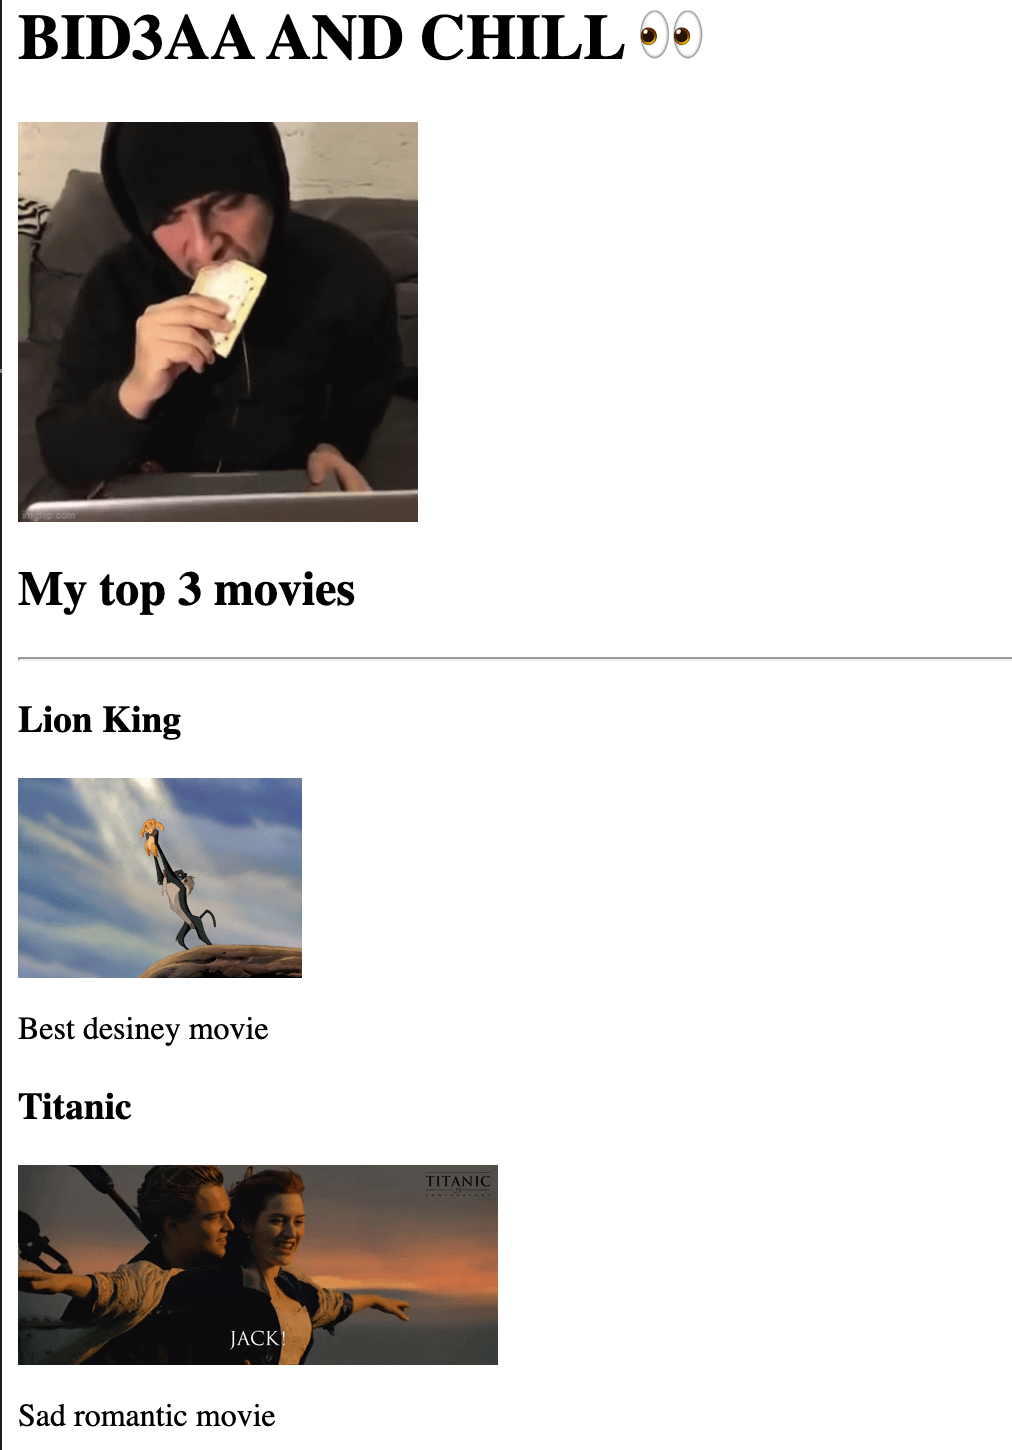 BID3AA AND CHILL 👀
imgflip.com
My top 3 movies
Lion King
Best desiney movie
Titanic
TITANIC
JACK!
Sad romantic movie